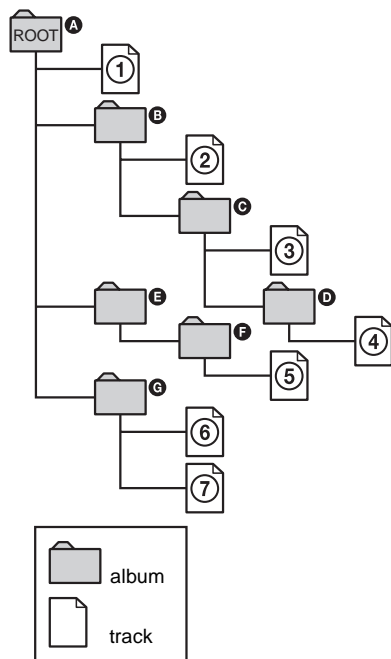 ROOT A
①
B
②
C
③
E
D
F
④
⑤
G
⑥
⑦
album
track